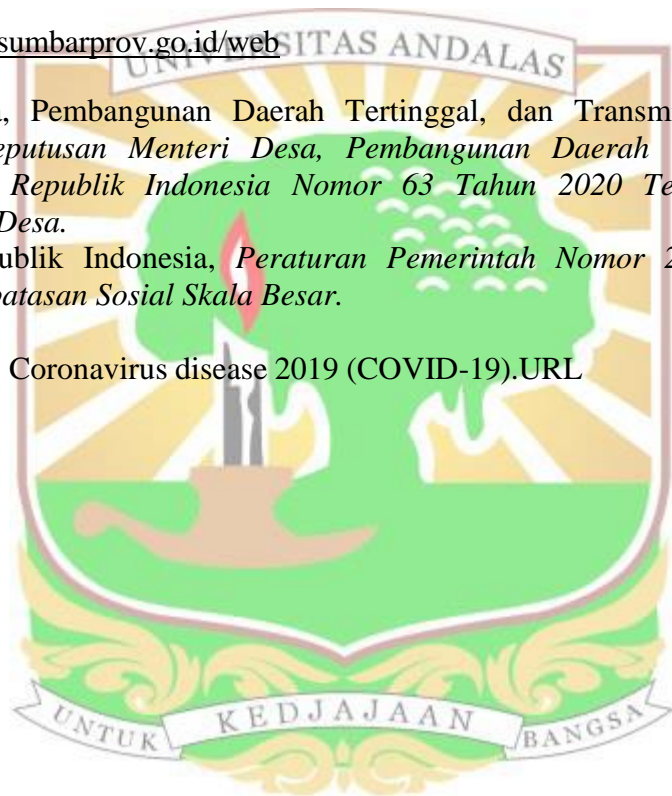 sumbarprov.go.id/web
UNIVERSITAS ANDALAS
Pembangunan Daerah Tertinggal, dan Transm
eputusan Menteri Desa, Pembangunan Daerah
Republik Indonesia Nomor 63 Tahun 2020 Te
Desa.
ublik Indonesia, Peraturan Pemerintah Nomor 2
batasan Sosial Skala Besar.
Coronavirus disease 2019 (COVID-19).URL
UNTUK KEDJAJAAN BANGSA